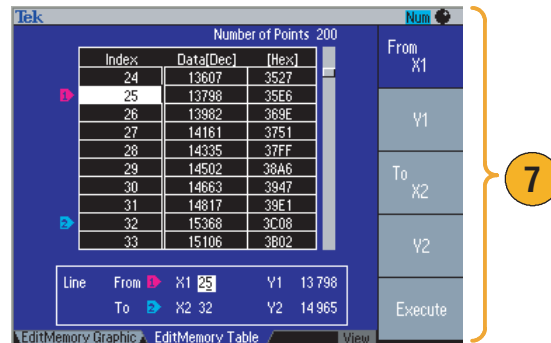 Tek Num
Number of Points 200
Index Data[Dec] [Hex]
24 13607 3527
1 25 13798 35E6
26 13982 369E
27 14161 3751
28 14335 37FF
29 14502 38A6
30 14663 3947
31 14817 39E1
2 32 15368 3C08
33 15106 3B02
Line From 1 X1 25 Y1 13 798
To 2 X2 32 Y2 14 965
EditMemory Graphic EditMemory Table View
From
X1
Y1
To
X2
Y2
Execute
7